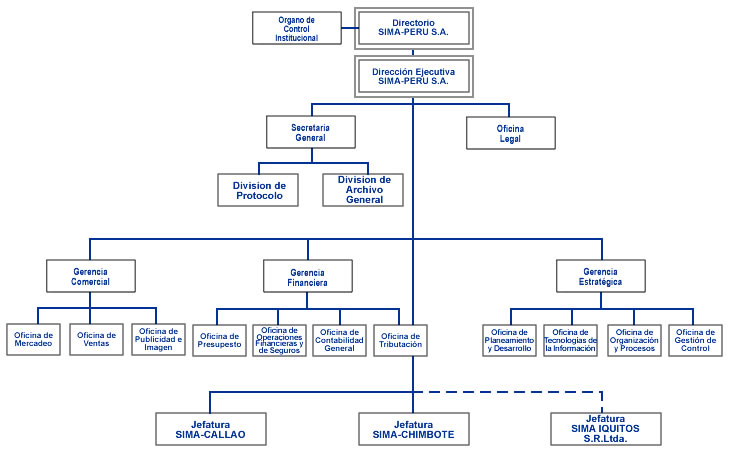 Organo de
Control
Institucional
Directorio
SIMA-PERU S.A.
Dirección Ejecutiva
SIMA-PERU S.A.
Secretaria
General
Oficina
Legal
Division de
Protocolo
Division de
Archivo
General
Gerencia
Comercial
Gerencia
Financiera
Gerencia
Estratégica
Oficina de
Mercadeo
Oficina de
Ventas
Oficina de
Publicidad e
Imagen
Oficina de
Presupesto
Oficina de
Operaciones
Financieras y
de Seguros
Oficina de
Contabilidad
General
Oficina de
Tributación
Oficina de
Planeamiento
y Desarrollo
Oficina de
Tecnologías de
la Información
Oficina de
Organización
y Procesos
Oficina de
Gestión de
Control
Jefatura
SIMA-CALLAO
Jefatura
SIMA-CHIMBOTE
Jefatura
SIMA IQUITOS
S.R.Ltda.